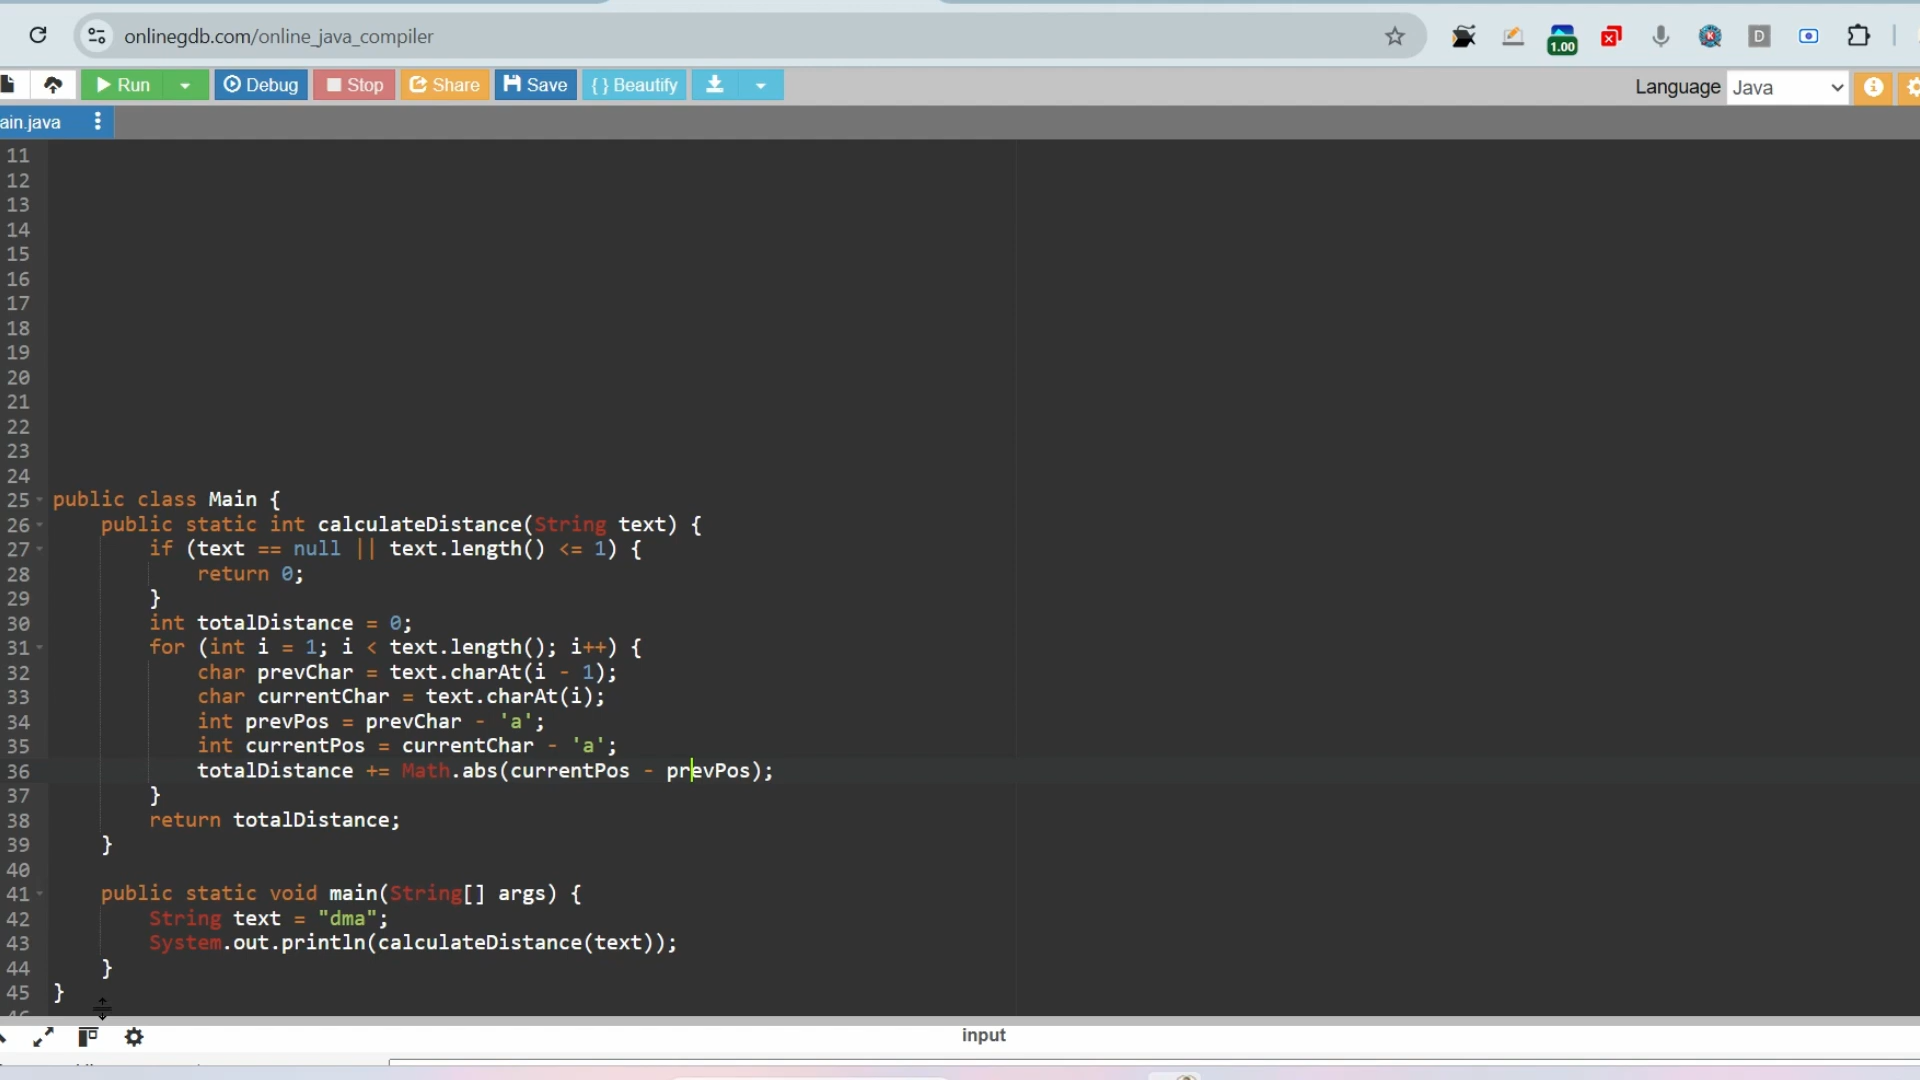 onlinegdb.com/online_java_compiler
1.00
K
D
Run
Debug
Stop
Share
Save
{ } Beautify
Language
Java
ain.java
11
12
13
14
15
16
17
18
19
20
21
22
23
24
25 public class Main {
26 public static int calculateDistance(String text) {
27 if (text == null || text.length() <= 1) {
28 return 0;
29 }
30 int totalDistance = 0;
31 for (int i = 1; i < text.length(); i++) {
32 char prevChar = text.charAt(i - 1);
33 char currentChar = text.charAt(i);
34 int prevPos = prevChar - 'a';
35 int currentPos = currentChar - 'a';
36 totalDistance += Math.abs(currentPos - prevPos);
37 }
38 return totalDistance;
39 }
40
41 public static void main(String[] args) {
42 String text = "dma";
43 System.out.println(calculateDistance(text));
44 }
45 }
input